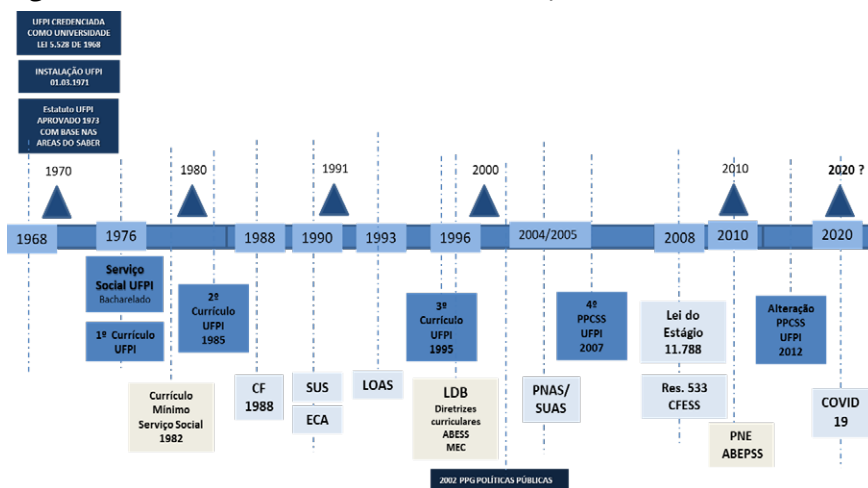 UFPI CREDENCIADA
COMO UNIVERSIDADE
LEI 5.528 DE 1968
INSTALAÇÃO UFPI
01.03.1971
Estatuto UFPI
APROVADO 1973
COM BASE NAS
AREAS DO SABER
1970
1980
1991
2000
2010
2020 ?
1968
1976
1988
1990
1993
1996
2004/2005
2008
2010
2020
Serviço
Social UFPI
Bacharelado
1º Currículo
UFPI
2º
Currículo
UFPI
1985
3º
Currículo
UFPI
1995
4º
PPCSS
UFPI
2007
Lei do
Estágio
11.788
Alteração
PPCSS
UFPI
2012
Currículo
Mínimo
Serviço Social
1982
CF
1988
SUS
ECA
LOAS
LDB
Diretrizes
curriculares
ABESS
MEC
PNAS/
SUAS
Res. 533
CFESS
PNE
ABEPSS
COVID
19
2002 PPG POLÍTICAS PÚBLICAS